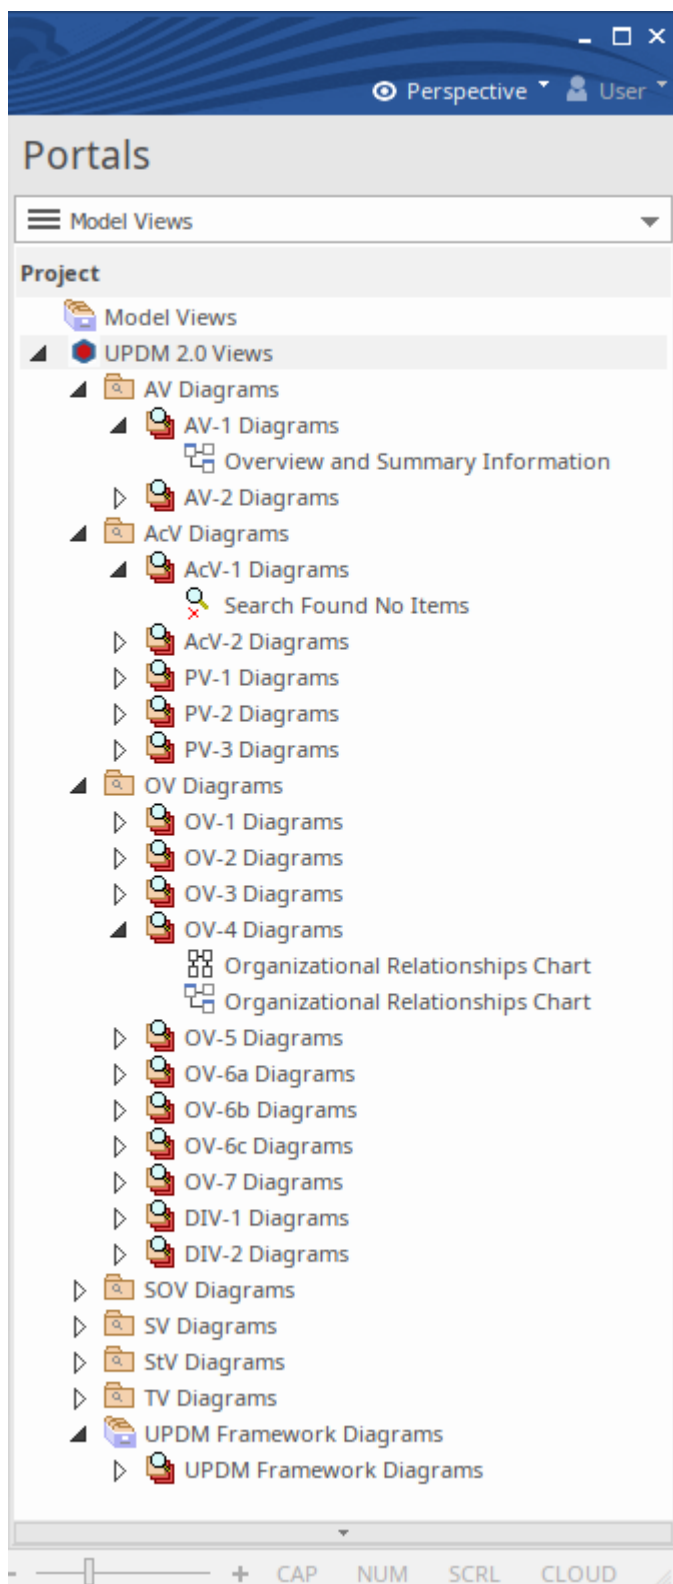 Perspective User
Portals
Model Views
Project
Model Views
UPDM 2.0 Views
AV Diagrams
AV-1 Diagrams
Overview and Summary Information
AV-2 Diagrams
AcV Diagrams
AcV-1 Diagrams
Search Found No Items
AcV-2 Diagrams
PV-1 Diagrams
PV-2 Diagrams
PV-3 Diagrams
OV Diagrams
OV-1 Diagrams
OV-2 Diagrams
OV-3 Diagrams
OV-4 Diagrams
Organizational Relationships Chart
Organizational Relationships Chart
OV-5 Diagrams
OV-6a Diagrams
OV-6b Diagrams
OV-6c Diagrams
OV-7 Diagrams
DIV-1 Diagrams
DIV-2 Diagrams
SOV Diagrams
SV Diagrams
StV Diagrams
TV Diagrams
UPDM Framework Diagrams
UPDM Framework Diagrams
CAP NUM SCRL CLOUD